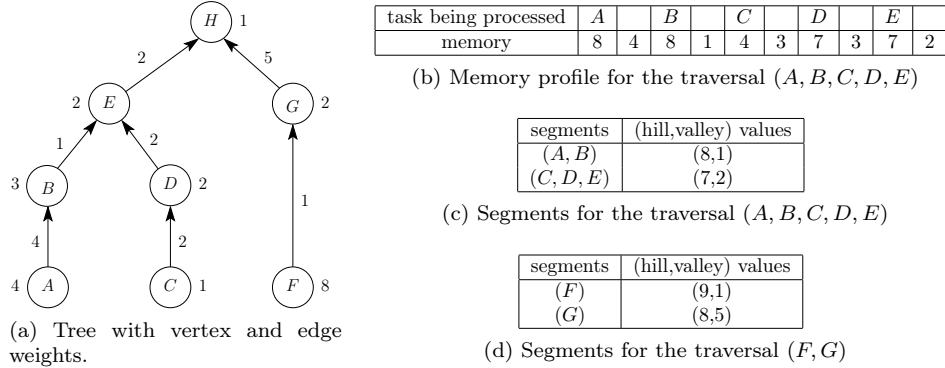 H 1
2 5
2 E G 2
1 2
3 B D 2 1
4 2
4 A C 1 F 8
(a) Tree with vertex and edge
weights.
task being processed A B C D E
memory 8 4 8 1 4 3 7 3 7 2
(b) Memory profile for the traversal (A, B, C, D, E)
segments (hill,valley) values
(A, B) (8,1)
(C, D, E) (7,2)
(c) Segments for the traversal (A, B, C, D, E)
segments (hill,valley) values
(F) (9,1)
(G) (8,5)
(d) Segments for the traversal (F, G)